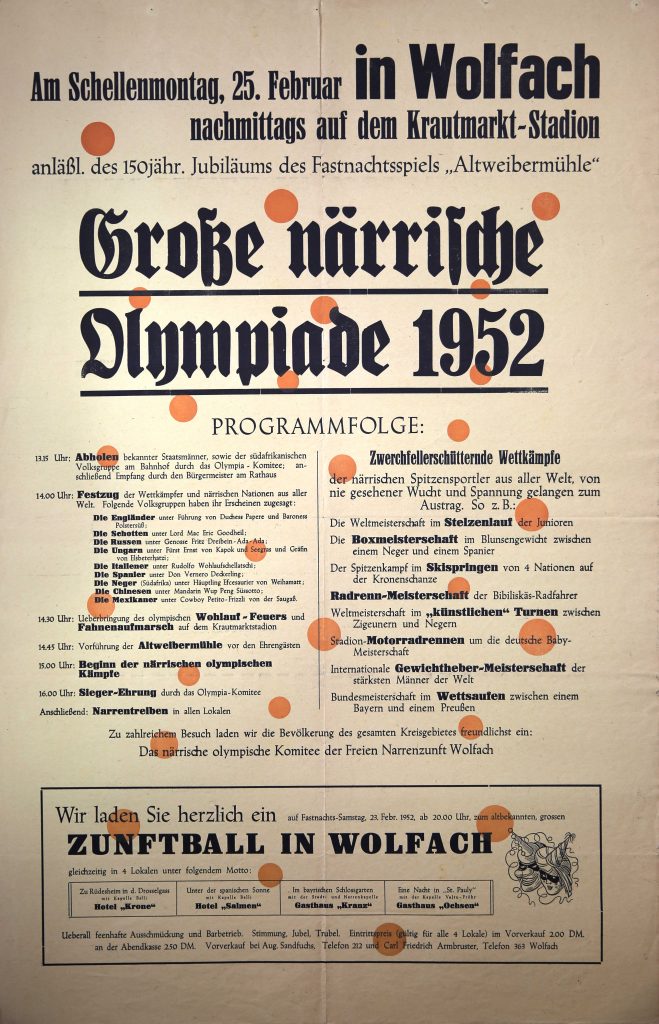 Am Schellenmontag, 25. Februar in Wolfach
nachmittags auf dem Krautmarkt-Stadion
anläßl. des 150jähr. Jubiläums des Fastnachtsspiels „Altweibermühle“
Große närrische
Olympiade 1952
PROGRAMMFOLGE:
13.15 Uhr: Abholen bekannter Staatsmänner, sowie der südafrikanischen
Volksgruppe am Bahnhof durch das Olympia-Komitee; an-
schließend Empfang durch den Bürgermeister am Rathaus
14.00 Uhr: Festzug der Wettkämpfer und närrischen Nationen aus aller
Welt. Folgende Volksgruppen haben ihr Erscheinen zugesagt:
Die Engländer unter Führung von Duchess Papere und Baroness
Polstersüß;
Die Schotten unter Lord Mac Eric Goodheil;
Die Russen unter Genosse Fritz Drefbein-Ada-Ada;
Die Ungarn unter Fürst Ernst von Kapok und Seegras und Gräfin
von Elsbeterhatzi;
Die Italiener unter Rudolfo Wohlaufschellatschi;
Die Spanier unter Don Vernero Deckerling;
Die Neger (Südafrika) unter Häuptling Efcesaurier von Weihamatt;
Die Chinesen unter Mandarin Wup Peng Süsotto;
Die Mexikaner unter Cowboy Petito-Frizzli von der Saugaß.
14.30 Uhr: Ueberbringung des olympischen Wohlauf-Feuers und
Fahnenaufmarsch auf dem Krautmarktstadion
14.45 Uhr: Vorführung der Altweibermühle vor den Ehrengästen
15.00 Uhr: Beginn der närrischen olympischen
Kämpfe
16.00 Uhr: Sieger-Ehrung durch das Olympia-Komitee
Anschließend: Narrentreiben in allen Lokalen
Zwerchfellerschütternde Wettkämpfe
der närrischen Spitzensportler aus aller Welt, von
nie gesehener Wucht und Spannung gelangen zum
Austrag. So z. B.:
Die Weltmeisterschaft im Stelzenlauf der Junioren
Die Boxmeisterschaft im Blunsengewicht zwischen
einem Neger und einem Spanier
Der Spitzenkampf im Skispringen von 4 Nationen auf
der Kronenschanze
Radrenn-Meisterschaft der Bibiliskäs-Radfahrer
Weltmeisterschaft im „künstlichen“ Turnen zwischen
Zigeunern und Negern
Stadion-Motorradrennen um die deutsche Baby-
Meisterschaft
Internationale Gewichtheber-Meisterschaft der
stärksten Männer der Welt
Bundesmeisterschaft im Wettsaufen zwischen einem
Bayern und einem Preußen
Zu zahlreichem Besuch laden wir die Bevölkerung des gesamten Kreisgebietes freundlichst ein:
Das närrische olympische Komitee der Freien Narrenzunft Wolfach
Wir laden Sie herzlich ein auf Fastnachts-Samstag, 23. Febr. 1952, ab 20.00 Uhr, zum altbekannten, grossen
ZUNFTBALL IN WOLFACH
gleichzeitig in 4 Lokalen unter folgendem Motto:
Zu Rüdesheim in d. Drosselgass
mit Kapelle Ball:
Hotel „Krone“
Unter der spanischen Sonne
mit Kapelle Belli
Hotel „Salmen“
Im bayrischen Schlossgarten
mit der Stadt- und Narrenkapelle
Gasthaus „Kranz“
Eine Nacht in „St. Pauly“
mit der Kapelle
Gasthaus „Ochsen“
Ueberall feenhafte Ausschmückung und Barbetrieb. Stimmung, Jubel, Trubel. Eintrittspreis (gültig für alle 4 Lokale) im Vorverkauf 2.00 DM.
an der Abendkasse 2.50 DM. Vorverkauf bei Aug. Sandfuchs, Telefon 212 und Carl Friedrich Armbruster, Telefon 363 Wolfach